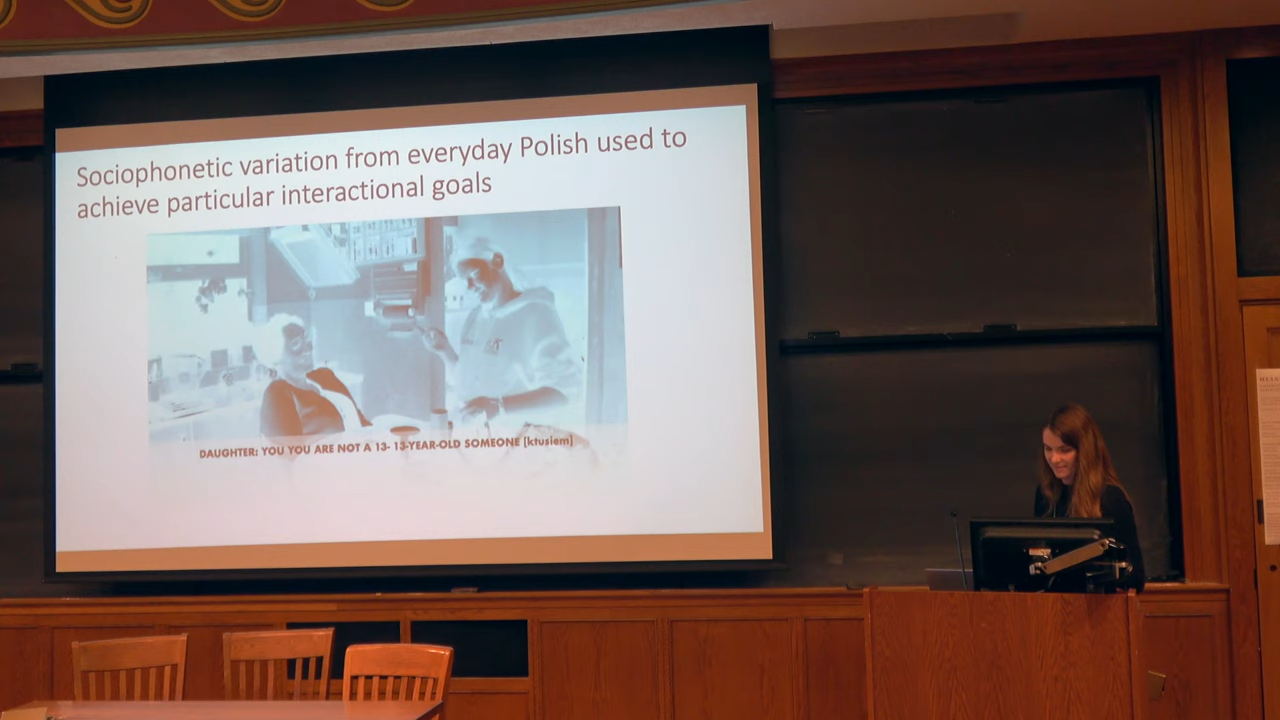 Sociophonetic variation from everyday Polish used to
achieve particular interactional goals
DAUGHTER: YOU YOU ARE NOT A 13- 13-YEAR-OLD SOMEONE [ktusiem]